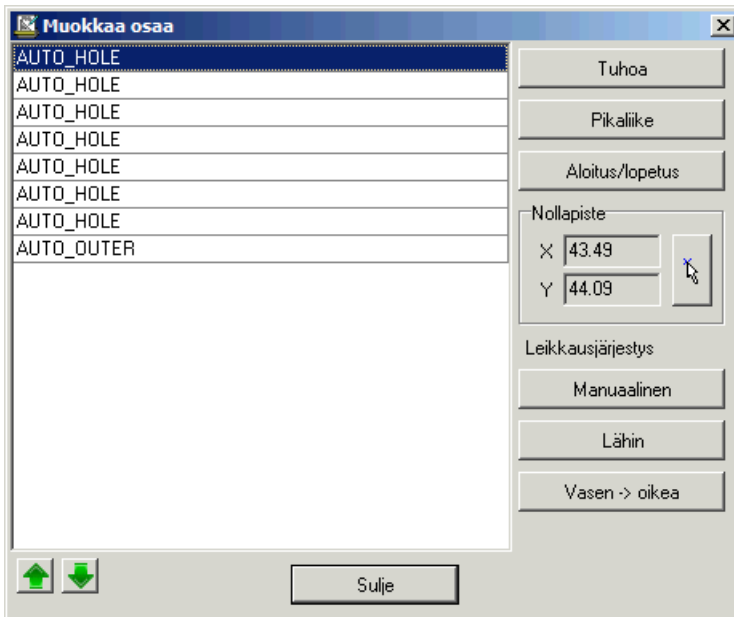 Muokkaa osaa
AUTO_HOLE
AUTO_HOLE
AUTO_HOLE
AUTO_HOLE
AUTO_HOLE
AUTO_HOLE
AUTO_HOLE
AUTO_OUTER
Tuhoa
Pikaliike
Aloitus/lopetus
Nollapiste
X 43.49
Y 44.09
Leikkausjärjestys
Manuaalinen
Lähin
Vasen -> oikea
Sulje